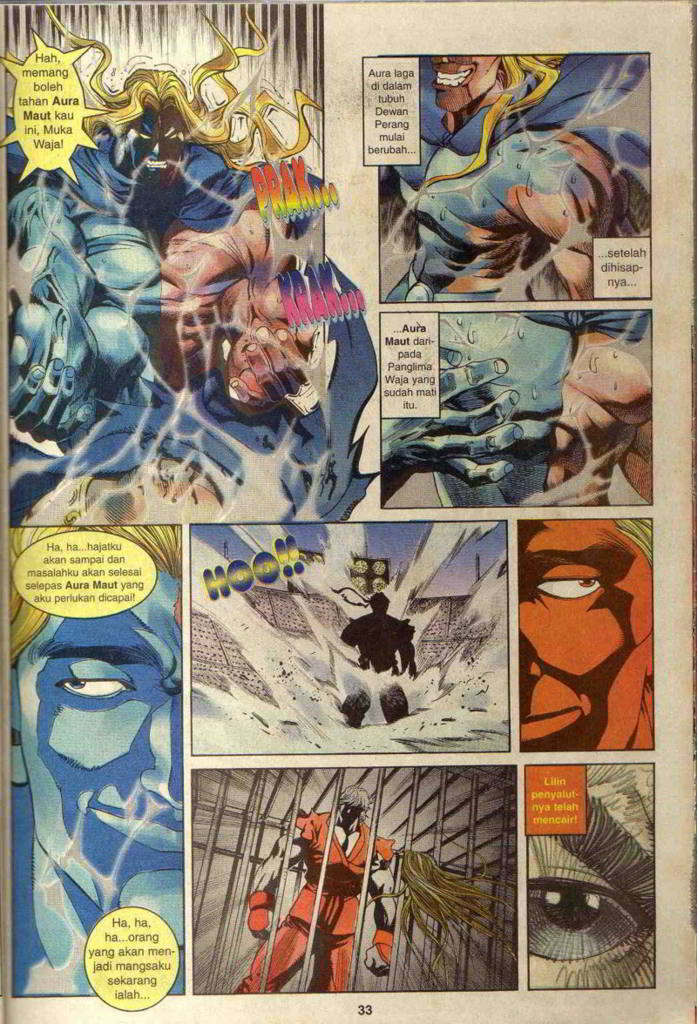 Hah,
memang
boleh
tahan Aura
Maut kau
ini, Muka
Waja!
PRAK...
KRAK...
Aura laga
di dalam
tubuh
Dewan
Perang
mulai
berubah...
...setelah
dihisap-
nya...
...Aura
Maut dari-
pada
Panglima
Waja yang
sudah mati
itu.
Ha, ha...hajatku
akan sampai dan
masalahku akan selesai
selepas Aura Maut yang
aku perlukan dicapai!
Ha, ha,
ha...orang
yang akan men-
jadi mangsaku
sekarang
ialah...
HOO!!
Lilin
penyalut-
nya telah
mencair!
33